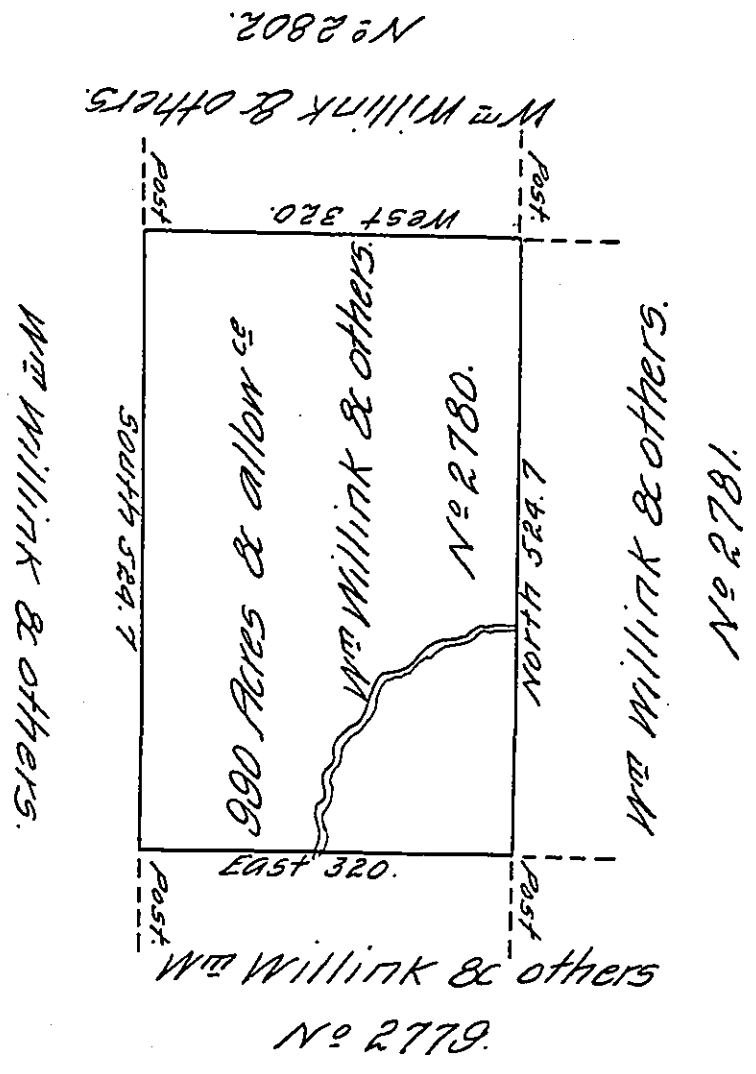 Nº 2802.
Wᵐ Willink & others.
Post
Post.
West 320.
990 Acres & allowᶜᵉ
Wᵐ Willink & others.
Nº 2780.
North 524.7
South 524.7
Wᵐ Willink & others.
Wᵐ Willink & others.
Nº 2781.
East 320.
Post.
Post
Wᵐ Willink & others
Nº 2779.